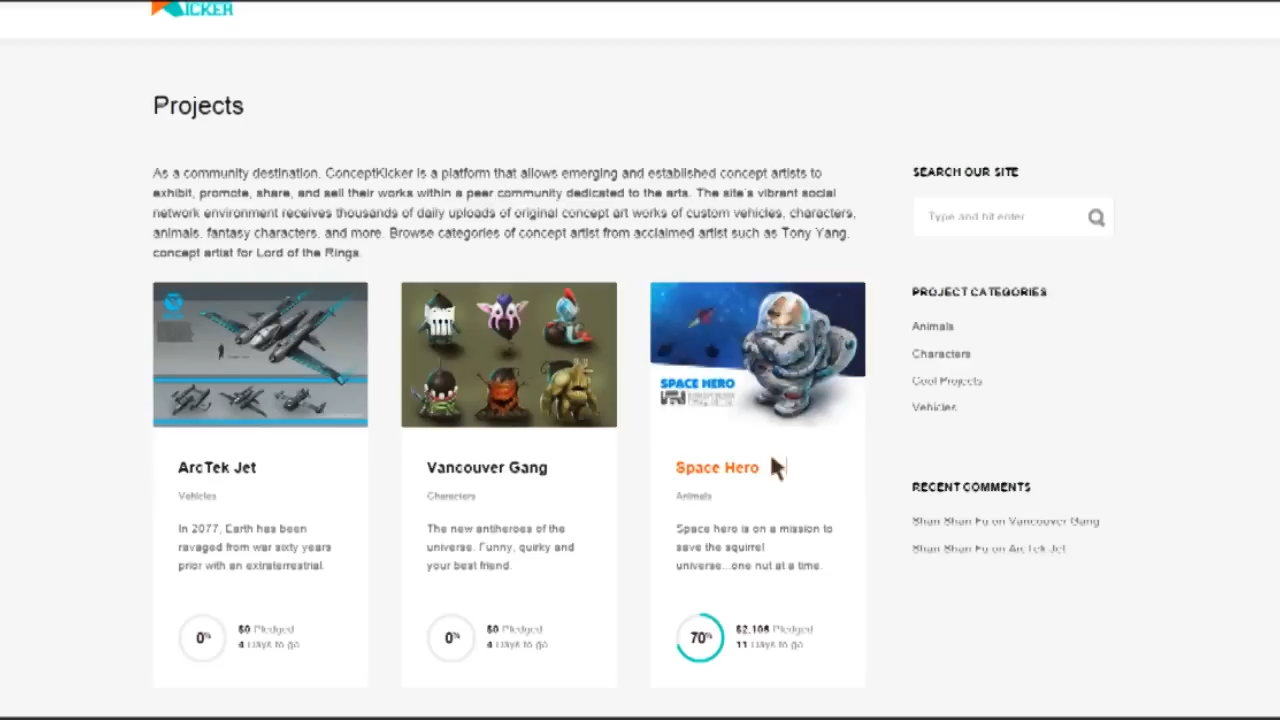 ICKER
Projects
As a community destination, ConceptKicker is a platform that allows emerging and established concept artists to
exhibit, promote, share, and sell their works within a peer community dedicated to the arts. The site's vibrant social
network environment receives thousands of daily uploads of original concept art works of custom vehicles, characters,
animals, fantasy characters, and more. Browse categories of concept artist from acclaimed artist such as Tony Yang,
concept artist for Lord of the Rings.
SPACE HERO
ArcTek Jet
Vehicles
In 2077, Earth has been
ravaged from war sixty years
prior with an extraterrestrial.
0%
$0 Pledged
4 Days to go
Vancouver Gang
Characters
The new antiheroes of the
universe. Funny, quirky and
your best friend.
0%
$0 Pledged
4 Days to go
Space Hero
Animals
Space hero is on a mission to
save the squirrel
universe...one nut at a time.
70%
$2,105 Pledged
11 Days to go
SEARCH OUR SITE
Type and hit enter
PROJECT CATEGORIES
Animals
Characters
Cool Projects
Vehicles
RECENT COMMENTS
Shan Shan Fu on Vancouver Gang
Shan Shan Fu on ArcTek Jet